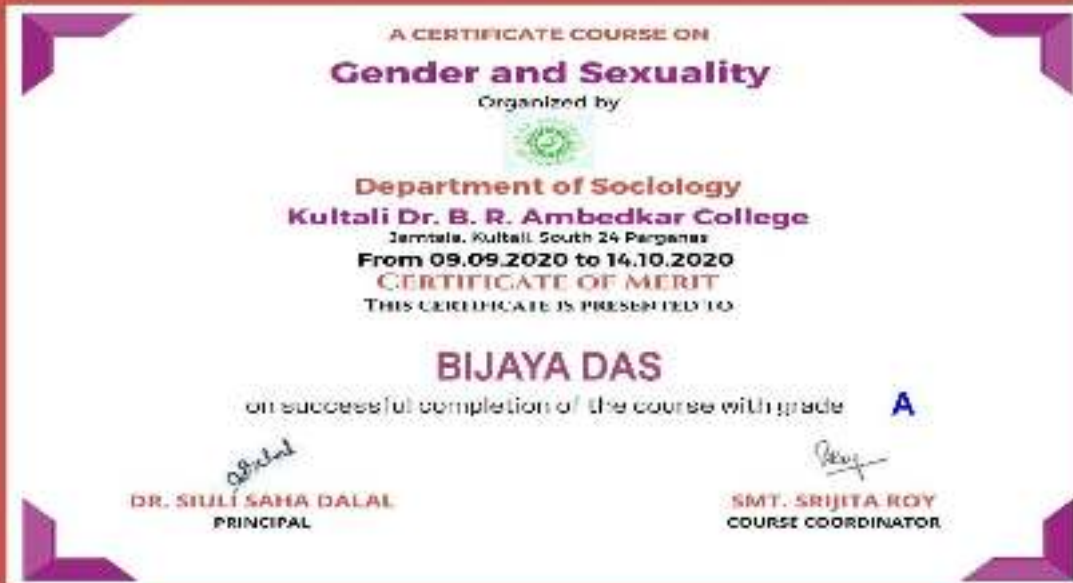 A CERTIFICATE COURSE ON
Gender and Sexuality
Organized by
Department of Sociology
Kultali Dr. B. R. Ambedkar College
Jamtala, Kultali, South 24 Parganas
From 09.09.2020 to 14.10.2020
CERTIFICATE OF MERIT
THIS CERTIFICATE IS PRESENTED TO
BIJAYA DAS
on successful completion of the course with grade A
DR. SIULI SAHA DALAL
PRINCIPAL
SMT. SRIJITA ROY
COURSE COORDINATOR